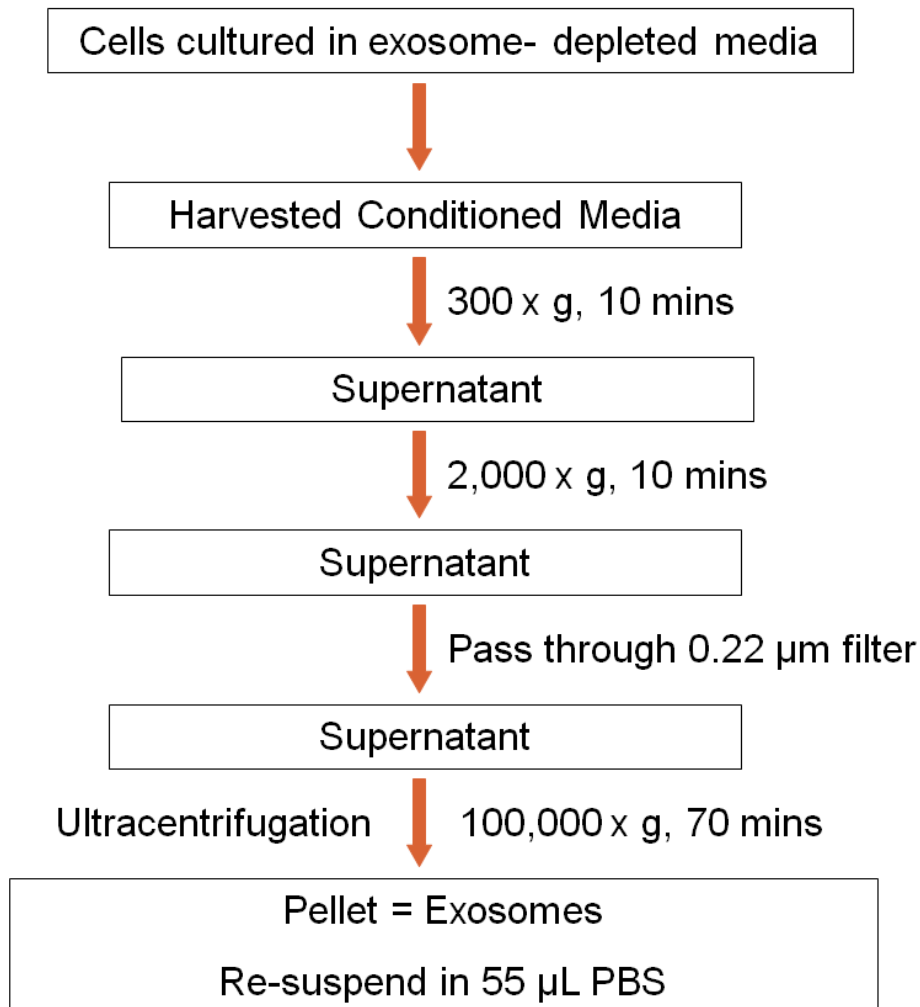 Cells cultured in exosome- depleted media
Harvested Conditioned Media
300 x g, 10 mins
Supernatant
2,000 x g, 10 mins
Supernatant
Pass through 0.22 µm filter
Supernatant
Ultracentrifugation 100,000 x g, 70 mins
Pellet = Exosomes
Re-suspend in 55 µL PBS